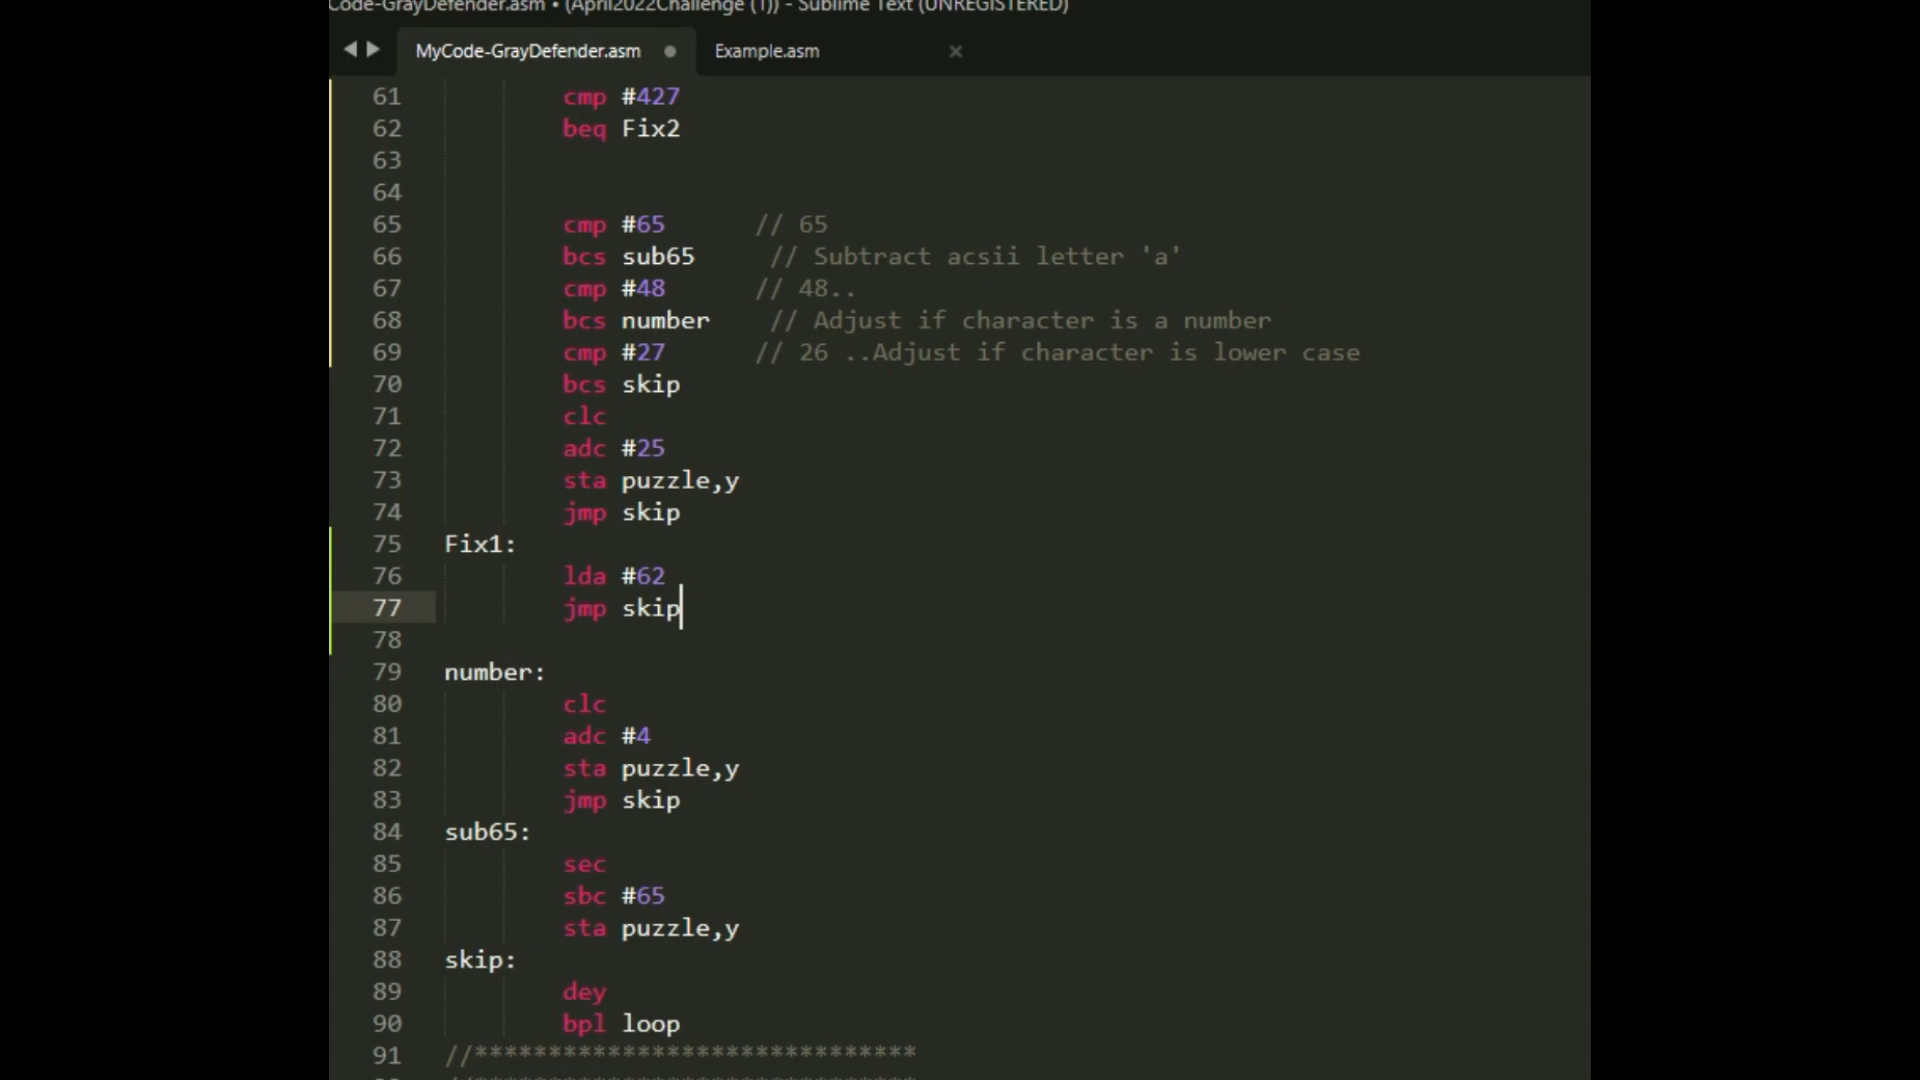 Code-GrayDefender.asm • (April2022Challenge (1)) - Sublime Text (UNREGISTERED)
MyCode-GrayDefender.asm
Example.asm
61 cmp #427
62 beq Fix2
63
64
65 cmp #65 // 65
66 bcs sub65 // Subtract acsii letter 'a'
67 cmp #48 // 48..
68 bcs number // Adjust if character is a number
69 cmp #27 // 26 ..Adjust if character is lower case
70 bcs skip
71 clc
72 adc #25
73 sta puzzle,y
74 jmp skip
75 Fix1:
76 lda #62
77 jmp skip
78
79 number:
80 clc
81 adc #4
82 sta puzzle,y
83 jmp skip
84 sub65:
85 sec
86 sbc #65
87 sta puzzle,y
88 skip:
89 dey
90 bpl loop
91 //******************************